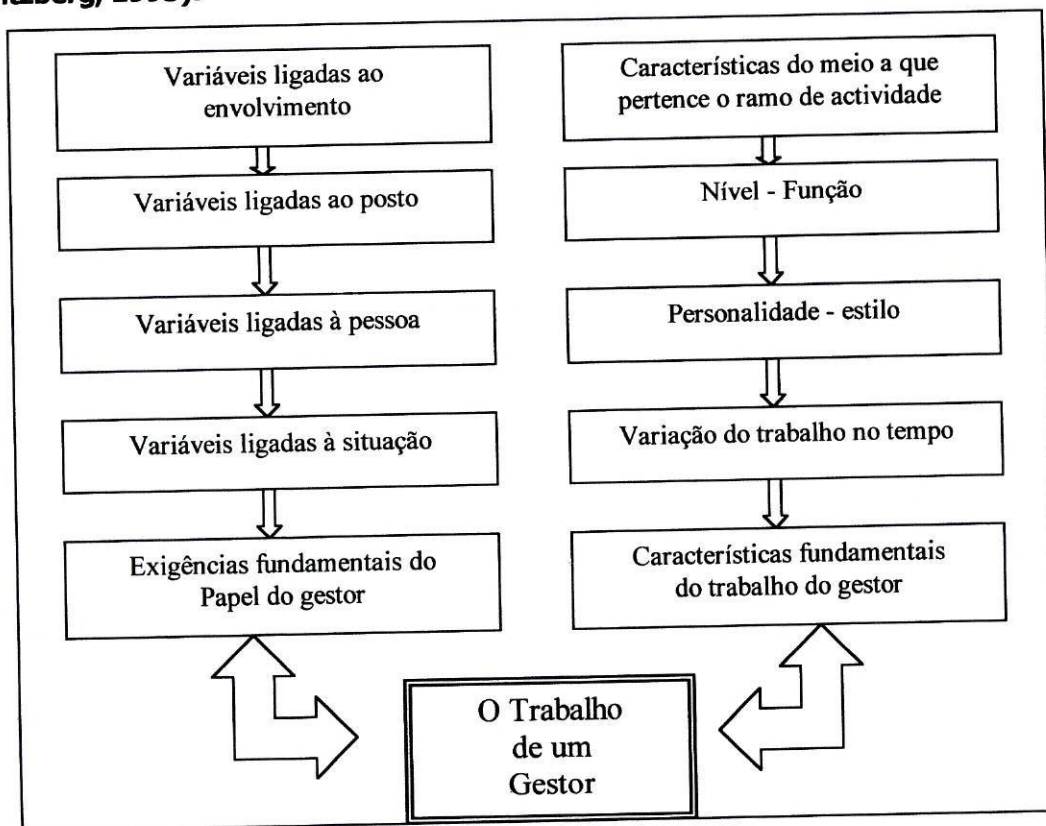 Variáveis ligadas ao
envolvimento
Variáveis ligadas ao posto
Variáveis ligadas à pessoa
Variáveis ligadas à situação
Exigências fundamentais do
Papel do gestor
Características do meio a que
pertence o ramo de actividade
Nível - Função
Personalidade - estilo
Variação do trabalho no tempo
Características fundamentais
do trabalho do gestor
O Trabalho
de um
Gestor